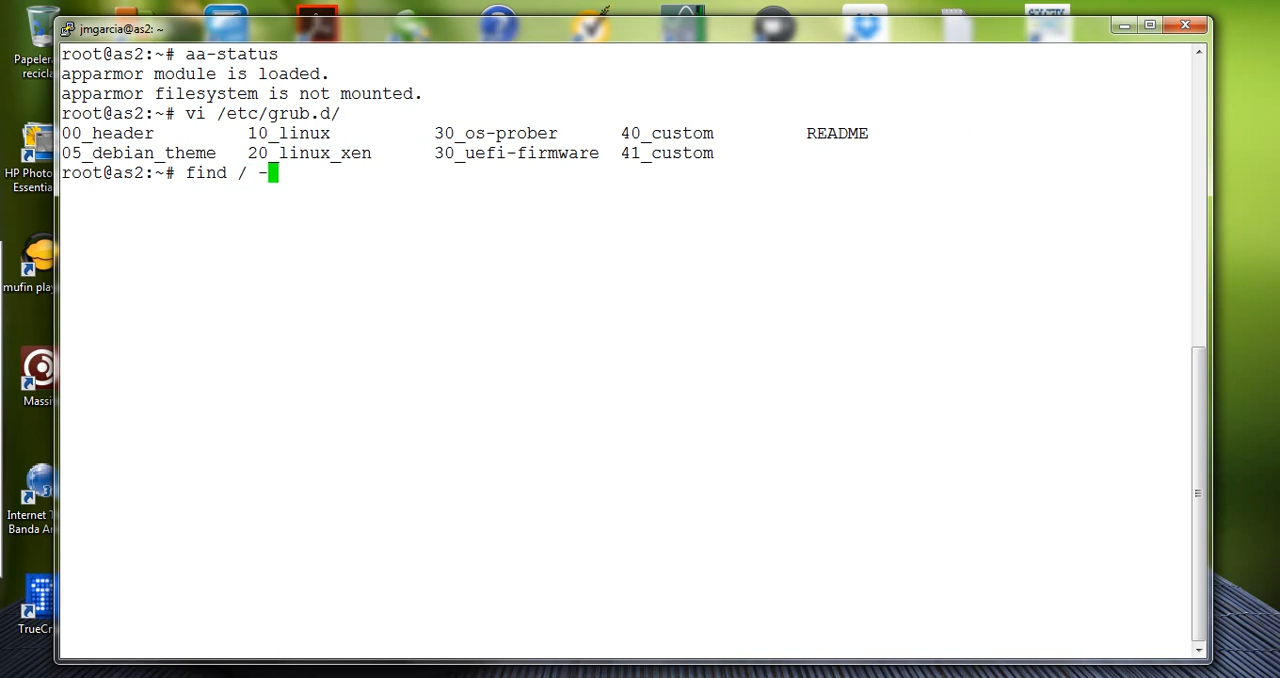 jmgarcia@as2: ~
root@as2:~# aa-status
apparmor module is loaded.
apparmor filesystem is not mounted.
root@as2:~# vi /etc/grub.d/
00_header 10_linux 30_os-prober 40_custom README
05_debian_theme 20_linux_xen 30_uefi-firmware 41_custom
root@as2:~# find / -
Papelera
recicla
HP Photo
Essentia
mufin play
Massi
Internet T
Banda An
TrueCr